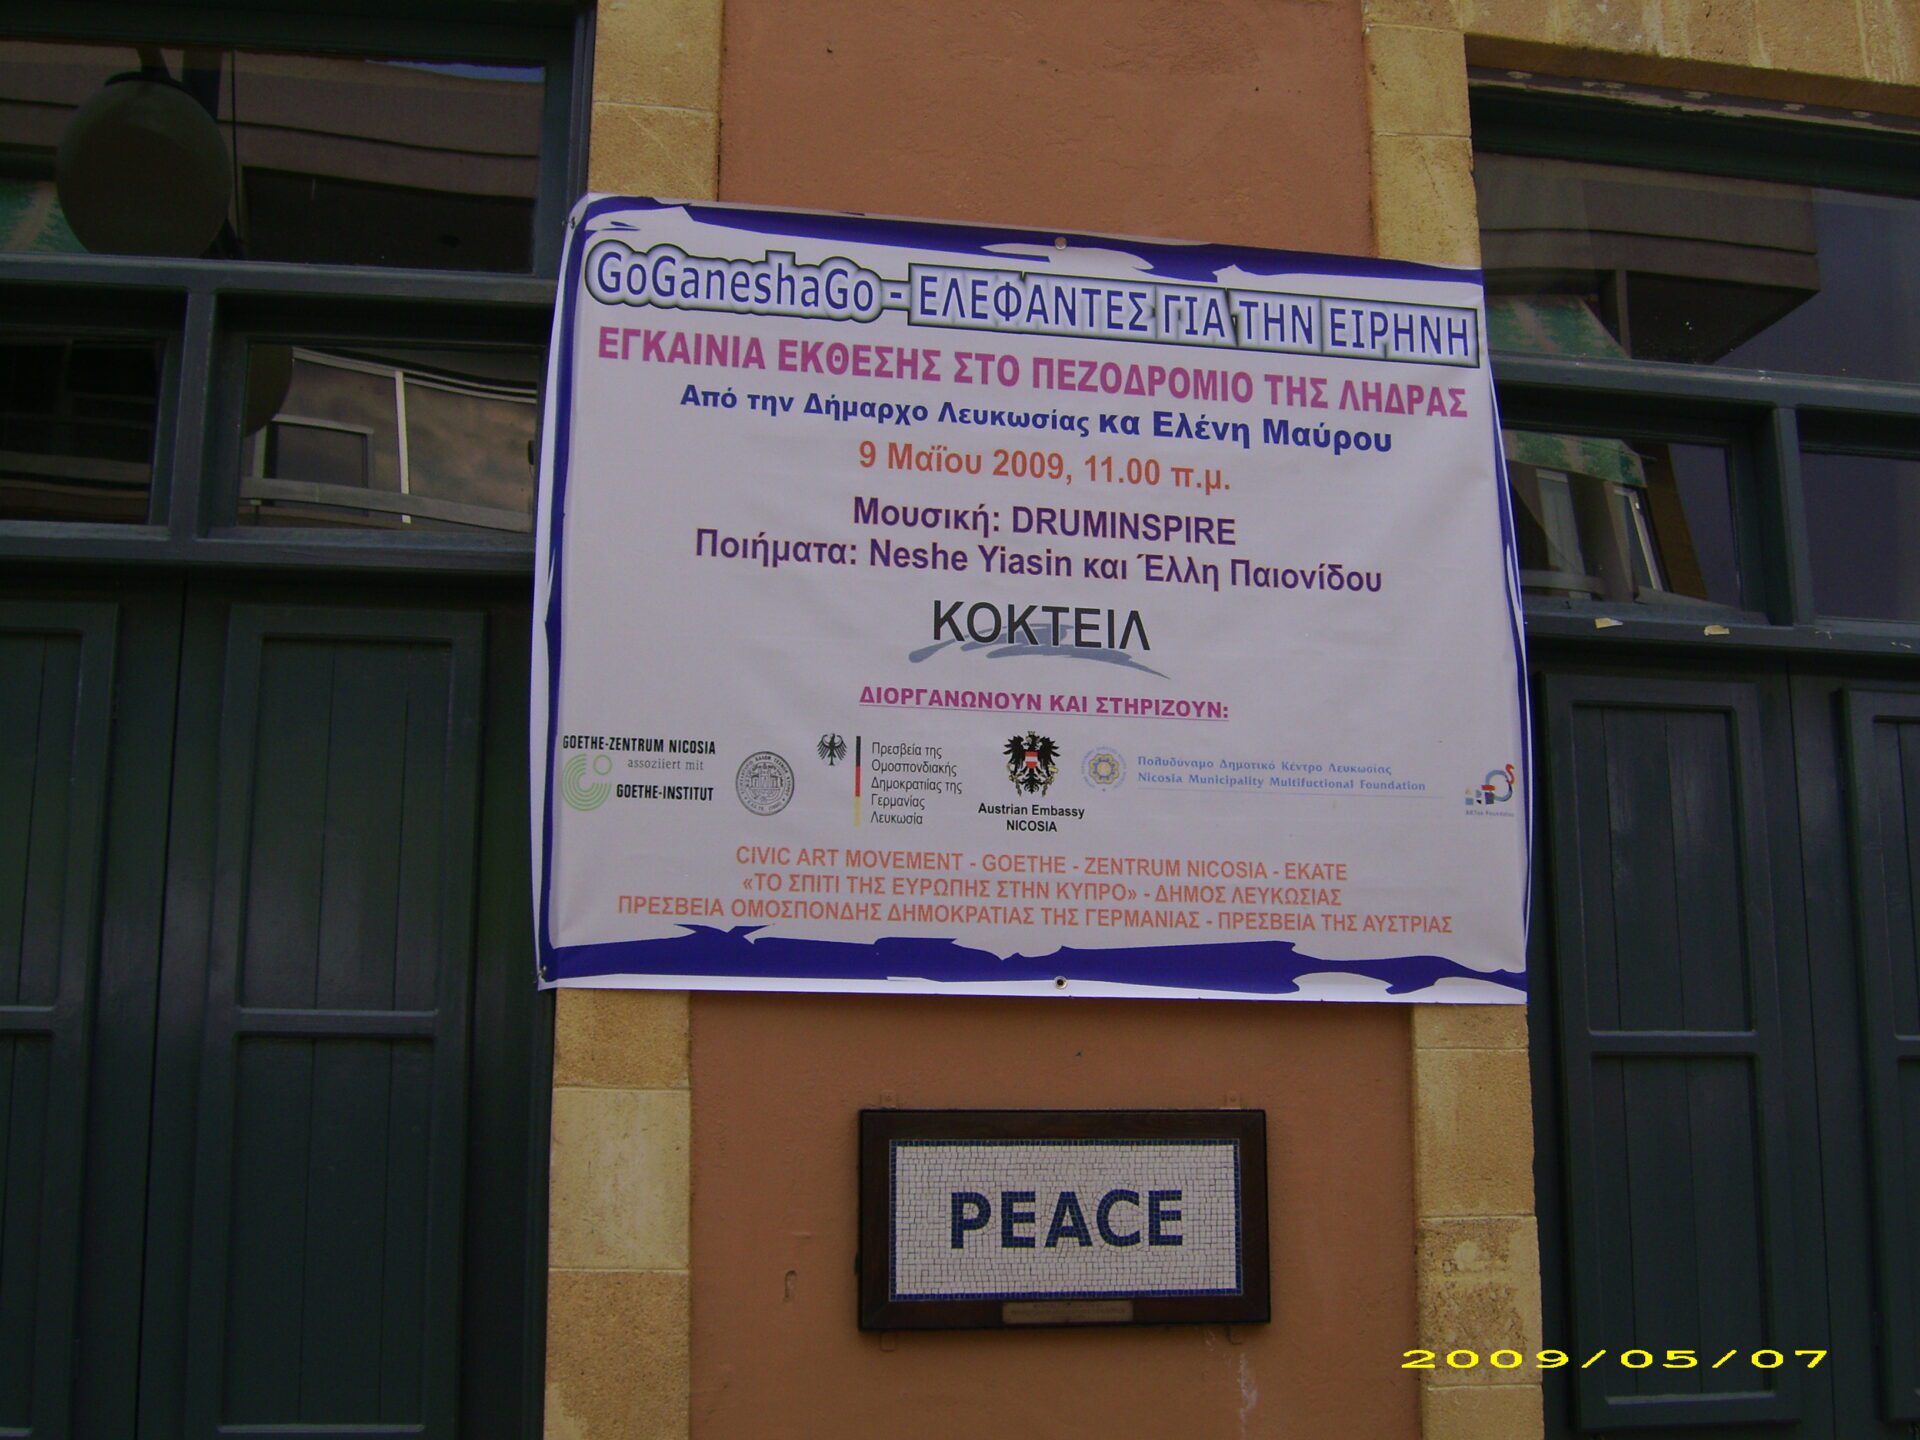 GoGaneshaGo - ΕΛΕΦΑΝΤΕΣ ΓΙΑ ΤΗΝ ΕΙΡΗΝΗ
ΕΓΚΑΙΝΙΑ ΕΚΘΕΣΗΣ ΣΤΟ ΠΕΖΟΔΡΟΜΙΟ ΤΗΣ ΛΗΔΡΑΣ
Από την Δήμαρχο Λευκωσίας κα Ελένη Μαύρου
9 Μαΐου 2009, 11.00 π.μ.
Μουσική: DRUMINSPIRE
Ποιήματα: Neshe Yiasin και Έλλη Παιονίδου
ΚΟΚΤΕΙΛ
ΔΙΟΡΓΑΝΩΝΟΥΝ ΚΑΙ ΣΤΗΡΙΖΟΥΝ:
GOETHE-ZENTRUM NICOSIA
assoziiert mit
GOETHE-INSTITUT
Πρεσβεία της
Ομοσπονδιακής
Δημοκρατίας της
Γερμανίας
Λευκωσία
Austrian Embassy
NICOSIA
Πολυδύναμο Δημοτικό Κέντρο Λευκωσίας
Nicosia Municipality Multifuctional Foundation
CIVIC ART MOVEMENT - GOETHE - ZENTRUM NICOSIA - ΕΚΑΤΕ
«ΤΟ ΣΠΙΤΙ ΤΗΣ ΕΥΡΩΠΗΣ ΣΤΗΝ ΚΥΠΡΟ» - ΔΗΜΟΣ ΛΕΥΚΩΣΙΑΣ
ΠΡΕΣΒΕΙΑ ΟΜΟΣΠΟΝΔΗΣ ΔΗΜΟΚΡΑΤΙΑΣ ΤΗΣ ΓΕΡΜΑΝΙΑΣ - ΠΡΕΣΒΕΙΑ ΤΗΣ ΑΥΣΤΡΙΑΣ
PEACE
2009/05/07